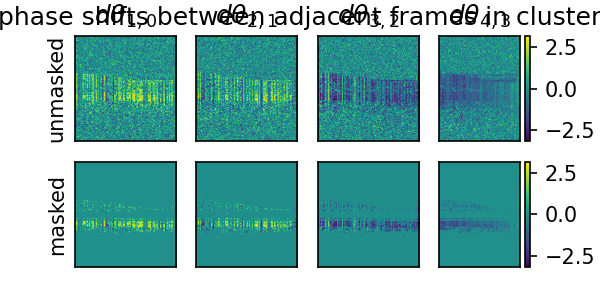 phase shifts between adjacent frames in cluster
dθ1,0 dθ2,1 dθ3,2 dθ4,3
unmasked
2.5
0.0
−2.5
masked
2.5
0.0
−2.5